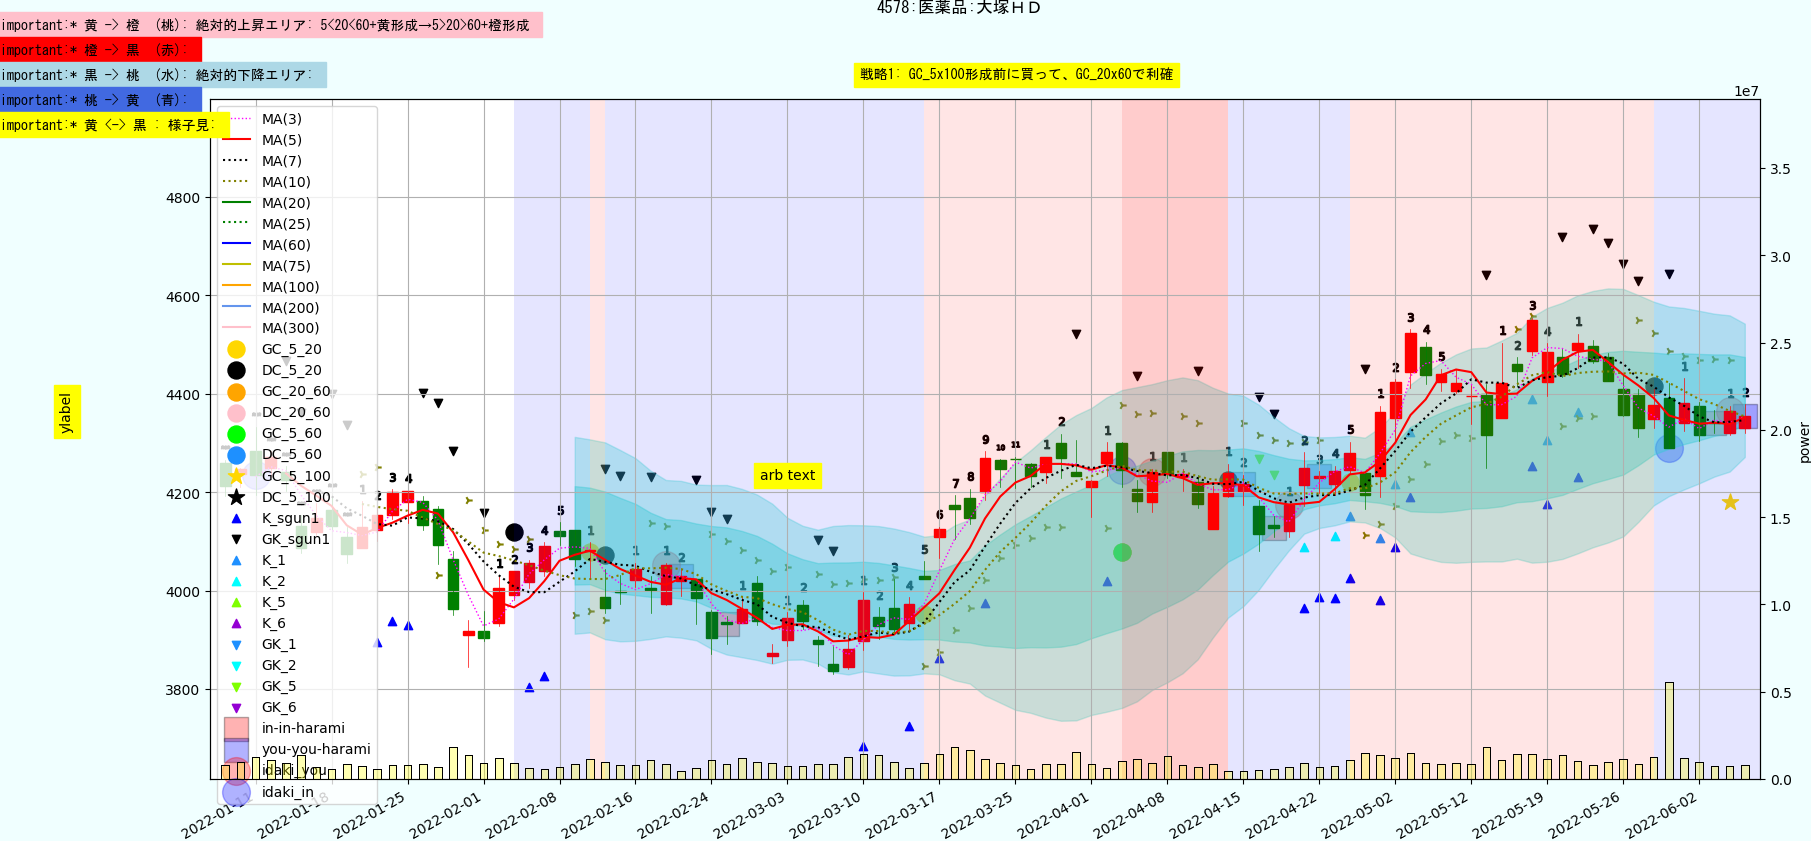 4578:医薬品:大塚HD
important:* 黄 -> 橙 (桃): 絶対的上昇エリア: 5<20<60+黄形成→5>20>60+橙形成
important:* 橙 -> 黒 (赤):
important:* 黒 -> 桃 (水): 絶対的下降エリア:
important:* 桃 -> 黄 (青):
important:* 黄 <-> 黒 : 様子見:
戦略1: GC_5x100形成前に買って、GC_20x60で利確
1e7
MA(3)
MA(5)
MA(7)
MA(10)
MA(20)
MA(25)
MA(60)
MA(75)
MA(100)
MA(200)
MA(300)
GC_5_20
DC_5_20
GC_20_60
DC_20_60
GC_5_60
DC_5_60
GC_5_100
DC_5_100
K_sgun1
GK_sgun1
K_1
K_2
K_5
K_6
GK_1
GK_2
GK_5
GK_6
in-in-harami
you-you-harami
idaki_you
idaki_in
4800
4600
4400
4200
4000
3800
ylabel
arb text
3.5
3.0
2.5
2.0
1.5
1.0
0.5
0.0
power
2022-01-11
2022-01-18
2022-01-25
2022-02-01
2022-02-08
2022-02-16
2022-02-24
2022-03-03
2022-03-10
2022-03-17
2022-03-25
2022-04-01
2022-04-08
2022-04-15
2022-04-22
2022-05-02
2022-05-12
2022-05-19
2022-05-26
2022-06-02